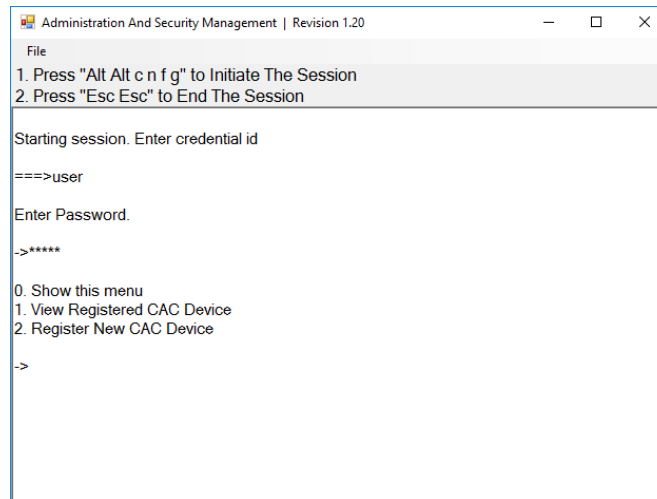 Administration And Security Management | Revision 1.20
File
1. Press "Alt Alt c n f g" to Initiate The Session
2. Press "Esc Esc" to End The Session
Starting session. Enter credential id
===>user
Enter Password.
->*****
0. Show this menu
1. View Registered CAC Device
2. Register New CAC Device
->